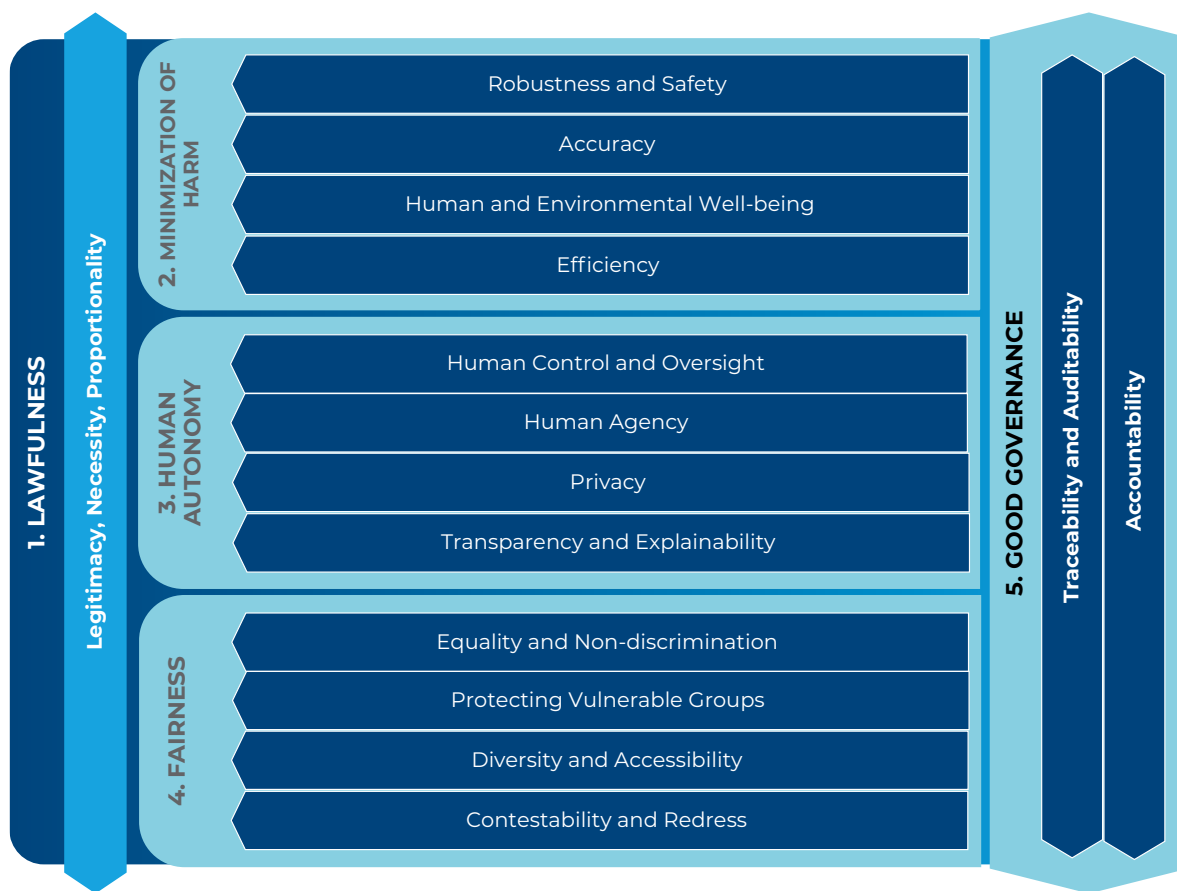 1. LAWFULNESS
Legitimacy, Necessity, Proportionality
2. MINIMIZATION OF
HARM
Robustness and Safety
Accuracy
Human and Environmental Well-being
Efficiency
3. HUMAN
AUTONOMY
Human Control and Oversight
Human Agency
Privacy
Transparency and Explainability
4. FAIRNESS
Equality and Non-discrimination
Protecting Vulnerable Groups
Diversity and Accessibility
Contestability and Redress
5. GOOD GOVERNANCE
Traceability and Auditability
Accountability